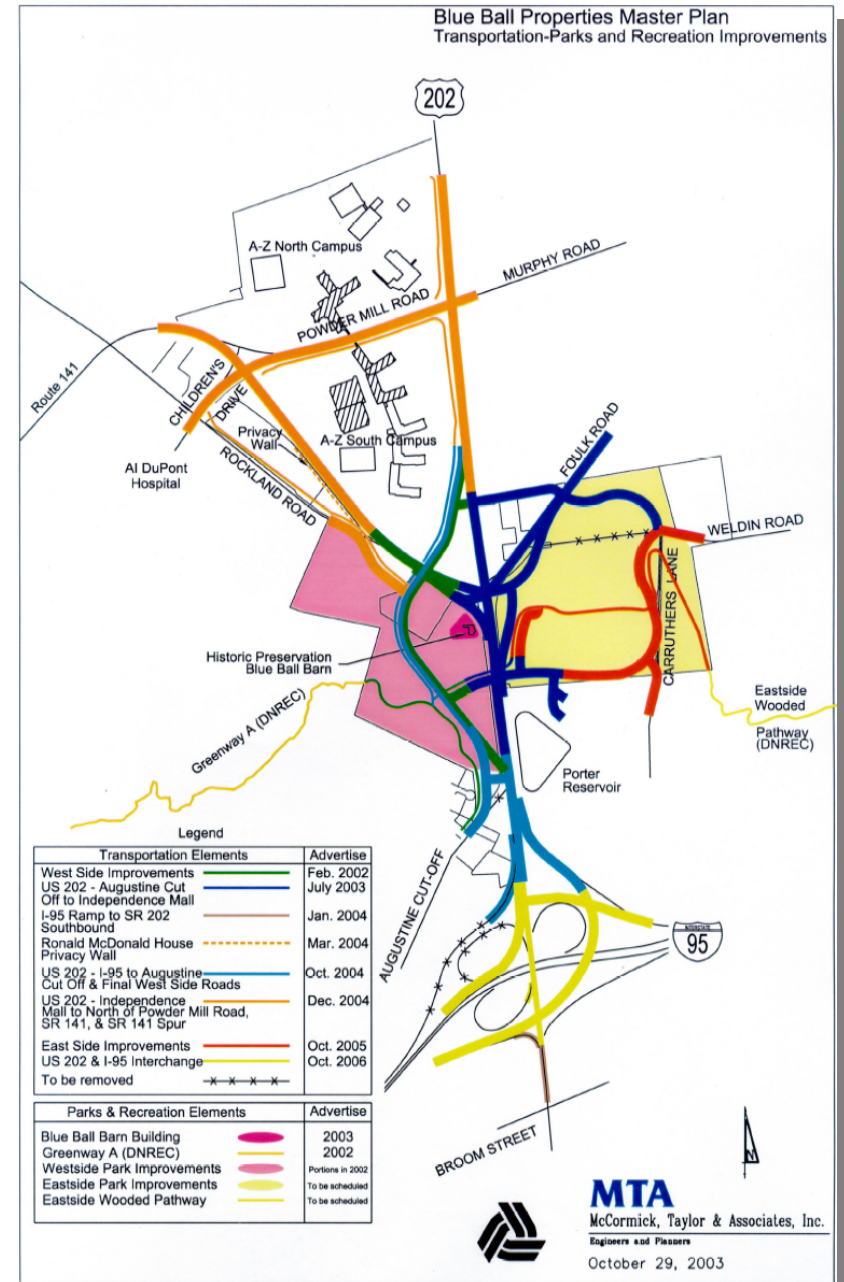 Blue Ball Properties Master Plan
Transportation-Parks and Recreation Improvements
202
A-Z North Campus
MURPHY ROAD
POWDER MILL ROAD
Route 141
CHILDREN'S
DRIVE
Privacy
Wall
A-Z South Campus
FOULK ROAD
AI DuPont
Hospital
ROCKLAND ROAD
WELDIN ROAD
CARRUTHERS LANE
Historic Preservation
Blue Ball Barn
Greenway A (DNREC)
Eastside
Wooded
Pathway
(DNREC)
Porter
Reservoir
AUGUSTINE CUT-OFF
INTERSTATE
95
BROOM STREET
N
Legend
Transportation Elements Advertise
West Side Improvements Feb. 2002
US 202 - Augustine Cut July 2003
Off to Independence Mall
I-95 Ramp to SR 202 Jan. 2004
Southbound
Ronald McDonald House Mar. 2004
Privacy Wall
US 202 - I-95 to Augustine Oct. 2004
Cut Off & Final West Side Roads
US 202 - Independence Dec. 2004
Mall to North of Powder Mill Road,
SR 141, & SR 141 Spur
East Side Improvements Oct. 2005
US 202 & I-95 Interchange Oct. 2006
To be removed
Parks & Recreation Elements Advertise
Blue Ball Barn Building 2003
Greenway A (DNREC) 2002
Westside Park Improvements Portions in 2002
Eastside Park Improvements To be scheduled
Eastside Wooded Pathway To be scheduled
MTA
McCormick, Taylor & Associates, Inc.
Engineers and Planners
October 29, 2003